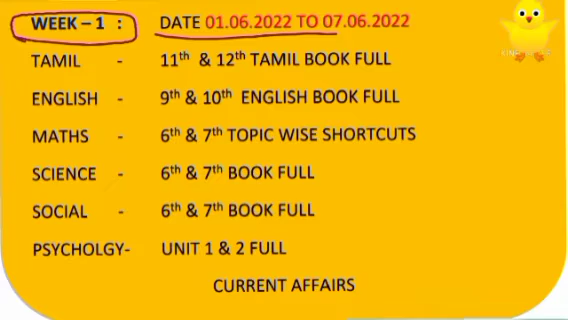 WEEK – 1 : DATE 01.06.2022 TO 07.06.2022
TAMIL - 11th & 12th TAMIL BOOK FULL
ENGLISH - 9th & 10th ENGLISH BOOK FULL
MATHS - 6th & 7th TOPIC WISE SHORTCUTS
SCIENCE - 6th & 7th BOOK FULL
SOCIAL - 6th & 7th BOOK FULL
PSYCHOLGY- UNIT 1 & 2 FULL
CURRENT AFFAIRS